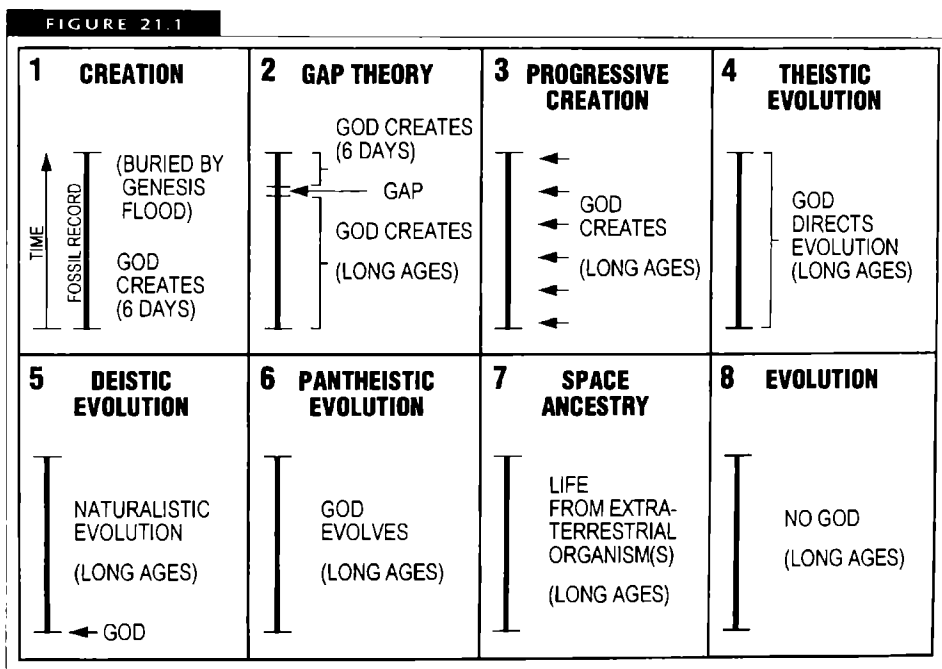 FIGURE 21.1
1 CREATION
TIME
FOSSIL RECORD
(BURIED BY
GENESIS
FLOOD)
GOD
CREATES
(6 DAYS)
2 GAP THEORY
GOD CREATES
(6 DAYS)
GAP
GOD CREATES
(LONG AGES)
3 PROGRESSIVE
CREATION
GOD
CREATES
(LONG AGES)
4 THEISTIC
EVOLUTION
GOD
DIRECTS
EVOLUTION
(LONG AGES)
5 DEISTIC
EVOLUTION
NATURALISTIC
EVOLUTION
(LONG AGES)
GOD
6 PANTHEISTIC
EVOLUTION
GOD
EVOLVES
(LONG AGES)
7 SPACE
ANCESTRY
LIFE
FROM EXTRA-
TERRESTRIAL
ORGANISM(S)
(LONG AGES)
8 EVOLUTION
NO GOD
(LONG AGES)